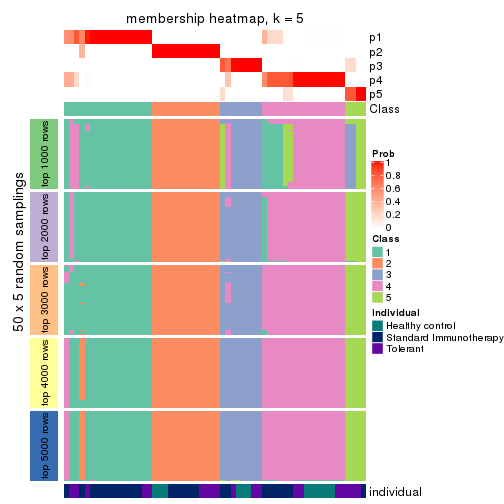 membership heatmap, k = 5
p1
p2
p3
p4
p5
Class
50 x 5 random samplings
top 1000 rows
top 2000 rows
top 3000 rows
top 4000 rows
top 5000 rows
individual
Prob
1
0.8
0.6
0.4
0.2
0
Class
1
2
3
4
5
individual
Healthy control
Standard Immunotherapy
Tolerant